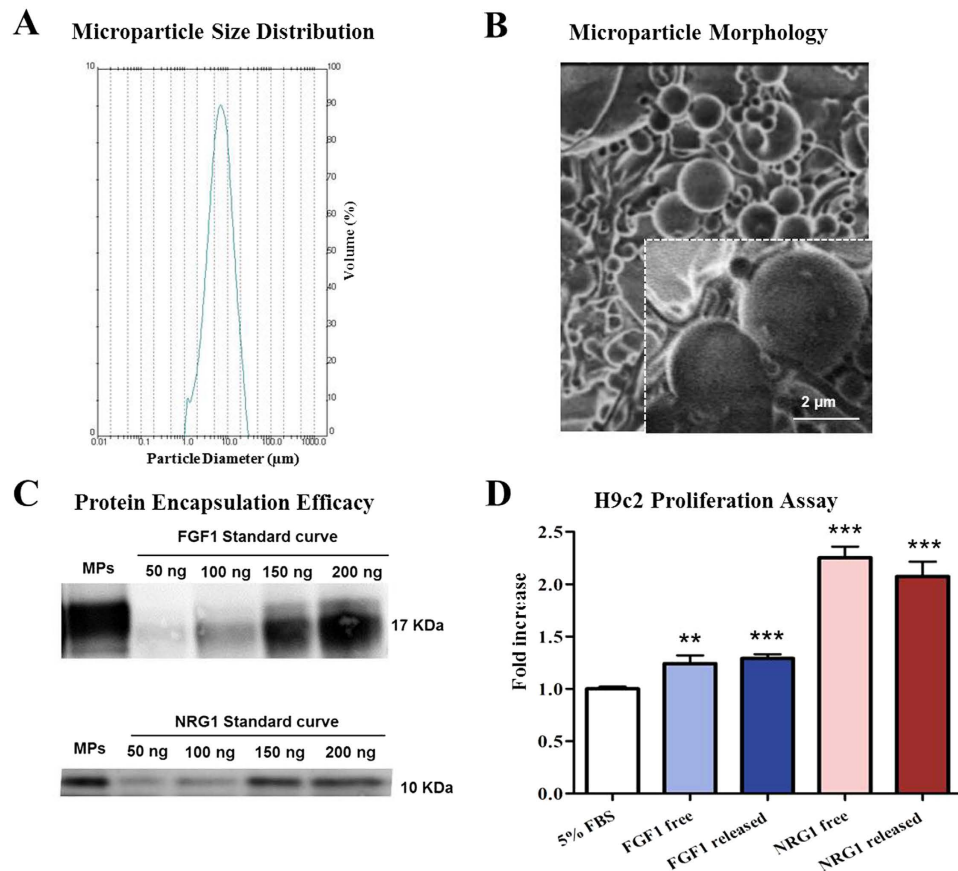 A
Microparticle Size Distribution
10
100
90
80
70
60
50
40
30
20
10
0
0
Volume (%)
0.01
0.1
1.0
10.0
100.0
1000.0
Particle Diameter (µm)
B
Microparticle Morphology
2 µm
C
Protein Encapsulation Efficacy
FGF1 Standard curve
MPs
50 ng 100 ng 150 ng 200 ng
17 KDa
NRG1 Standard curve
MPs
50 ng 100 ng 150 ng 200 ng
10 KDa
D
H9c2 Proliferation Assay
Fold increase
2.5
2.0
1.5
1.0
0.5
0.0
**
***
***
***
5% FBS
FGF1 free
FGF1 released
NRG1 free
NRG1 released